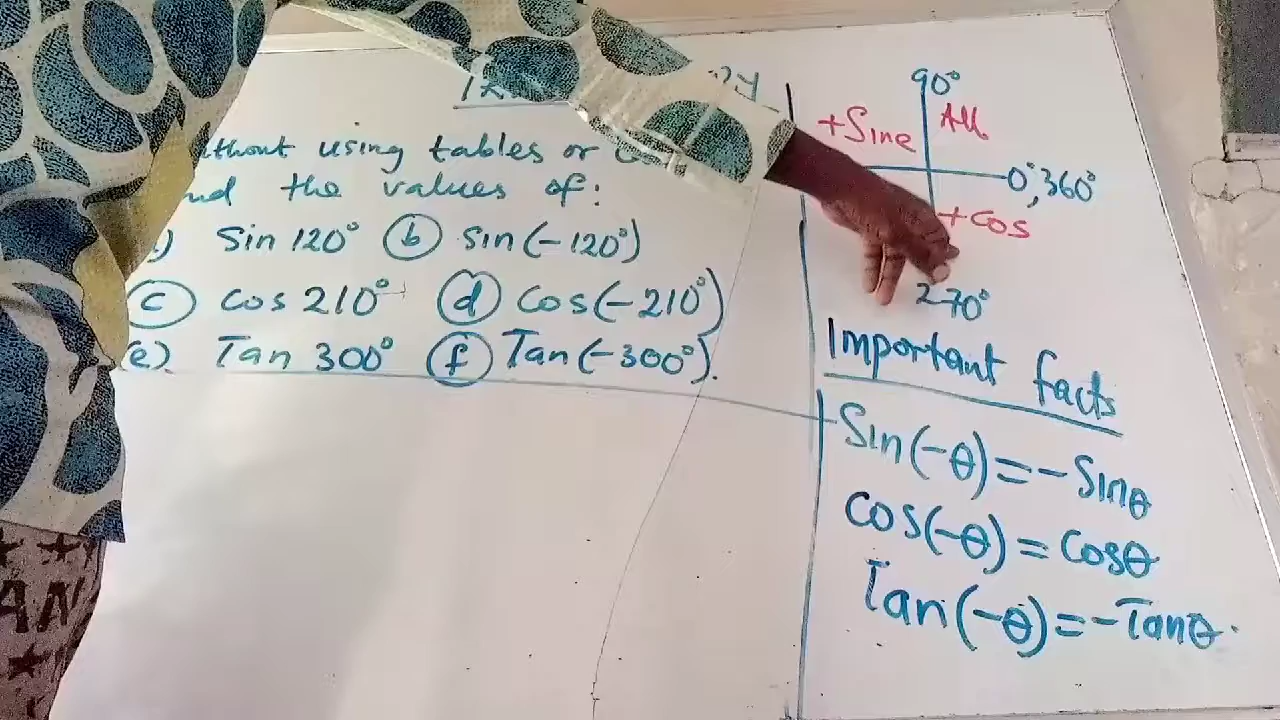 using tables or
the values of:
Sin 120° (b) Sin(-120°)
(c) Cos 210° (d) Cos(-210°)
(e). Tan 300° (f) Tan(-300°).
90°
+Sine All
0°, 360°
+Cos
270°
Important facts
Sin(-θ)=-Sinθ
Cos(-θ)=Cosθ
Tan(-θ)=-Tanθ.
AN